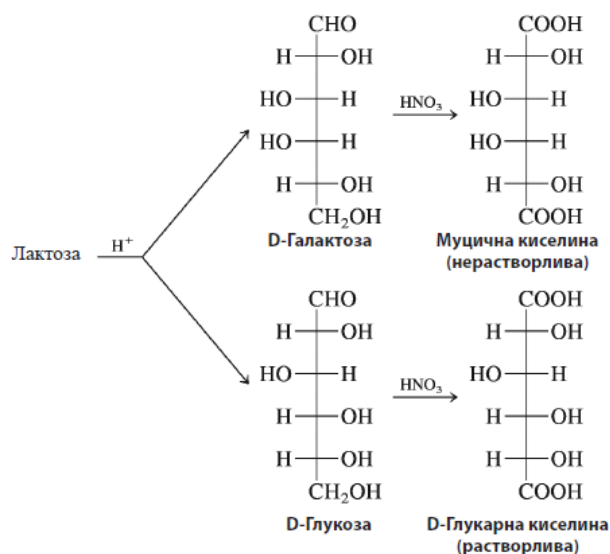 CHO
H OH
HO H
HO H
H OH
CH₂OH
D-Галактоза
HNO₃
COOH
H OH
HO H
HO H
H OH
COOH
Муцична киселина
(нерастворлива)
Лактоза H⁺
CHO
H OH
HO H
H OH
H OH
CH₂OH
D-Глукоза
HNO₃
COOH
H OH
HO H
H OH
H OH
COOH
D-Глукарна киселина
(растворлива)